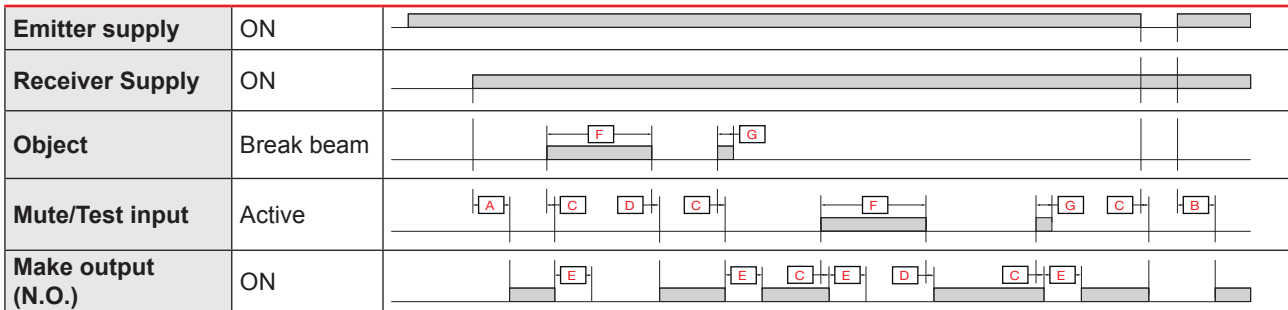 Emitter supply ON
Receiver Supply ON
Object Break beam F G
Mute/Test input Active A C D C F G C B
Make output
(N.O.) ON E E C E D C E